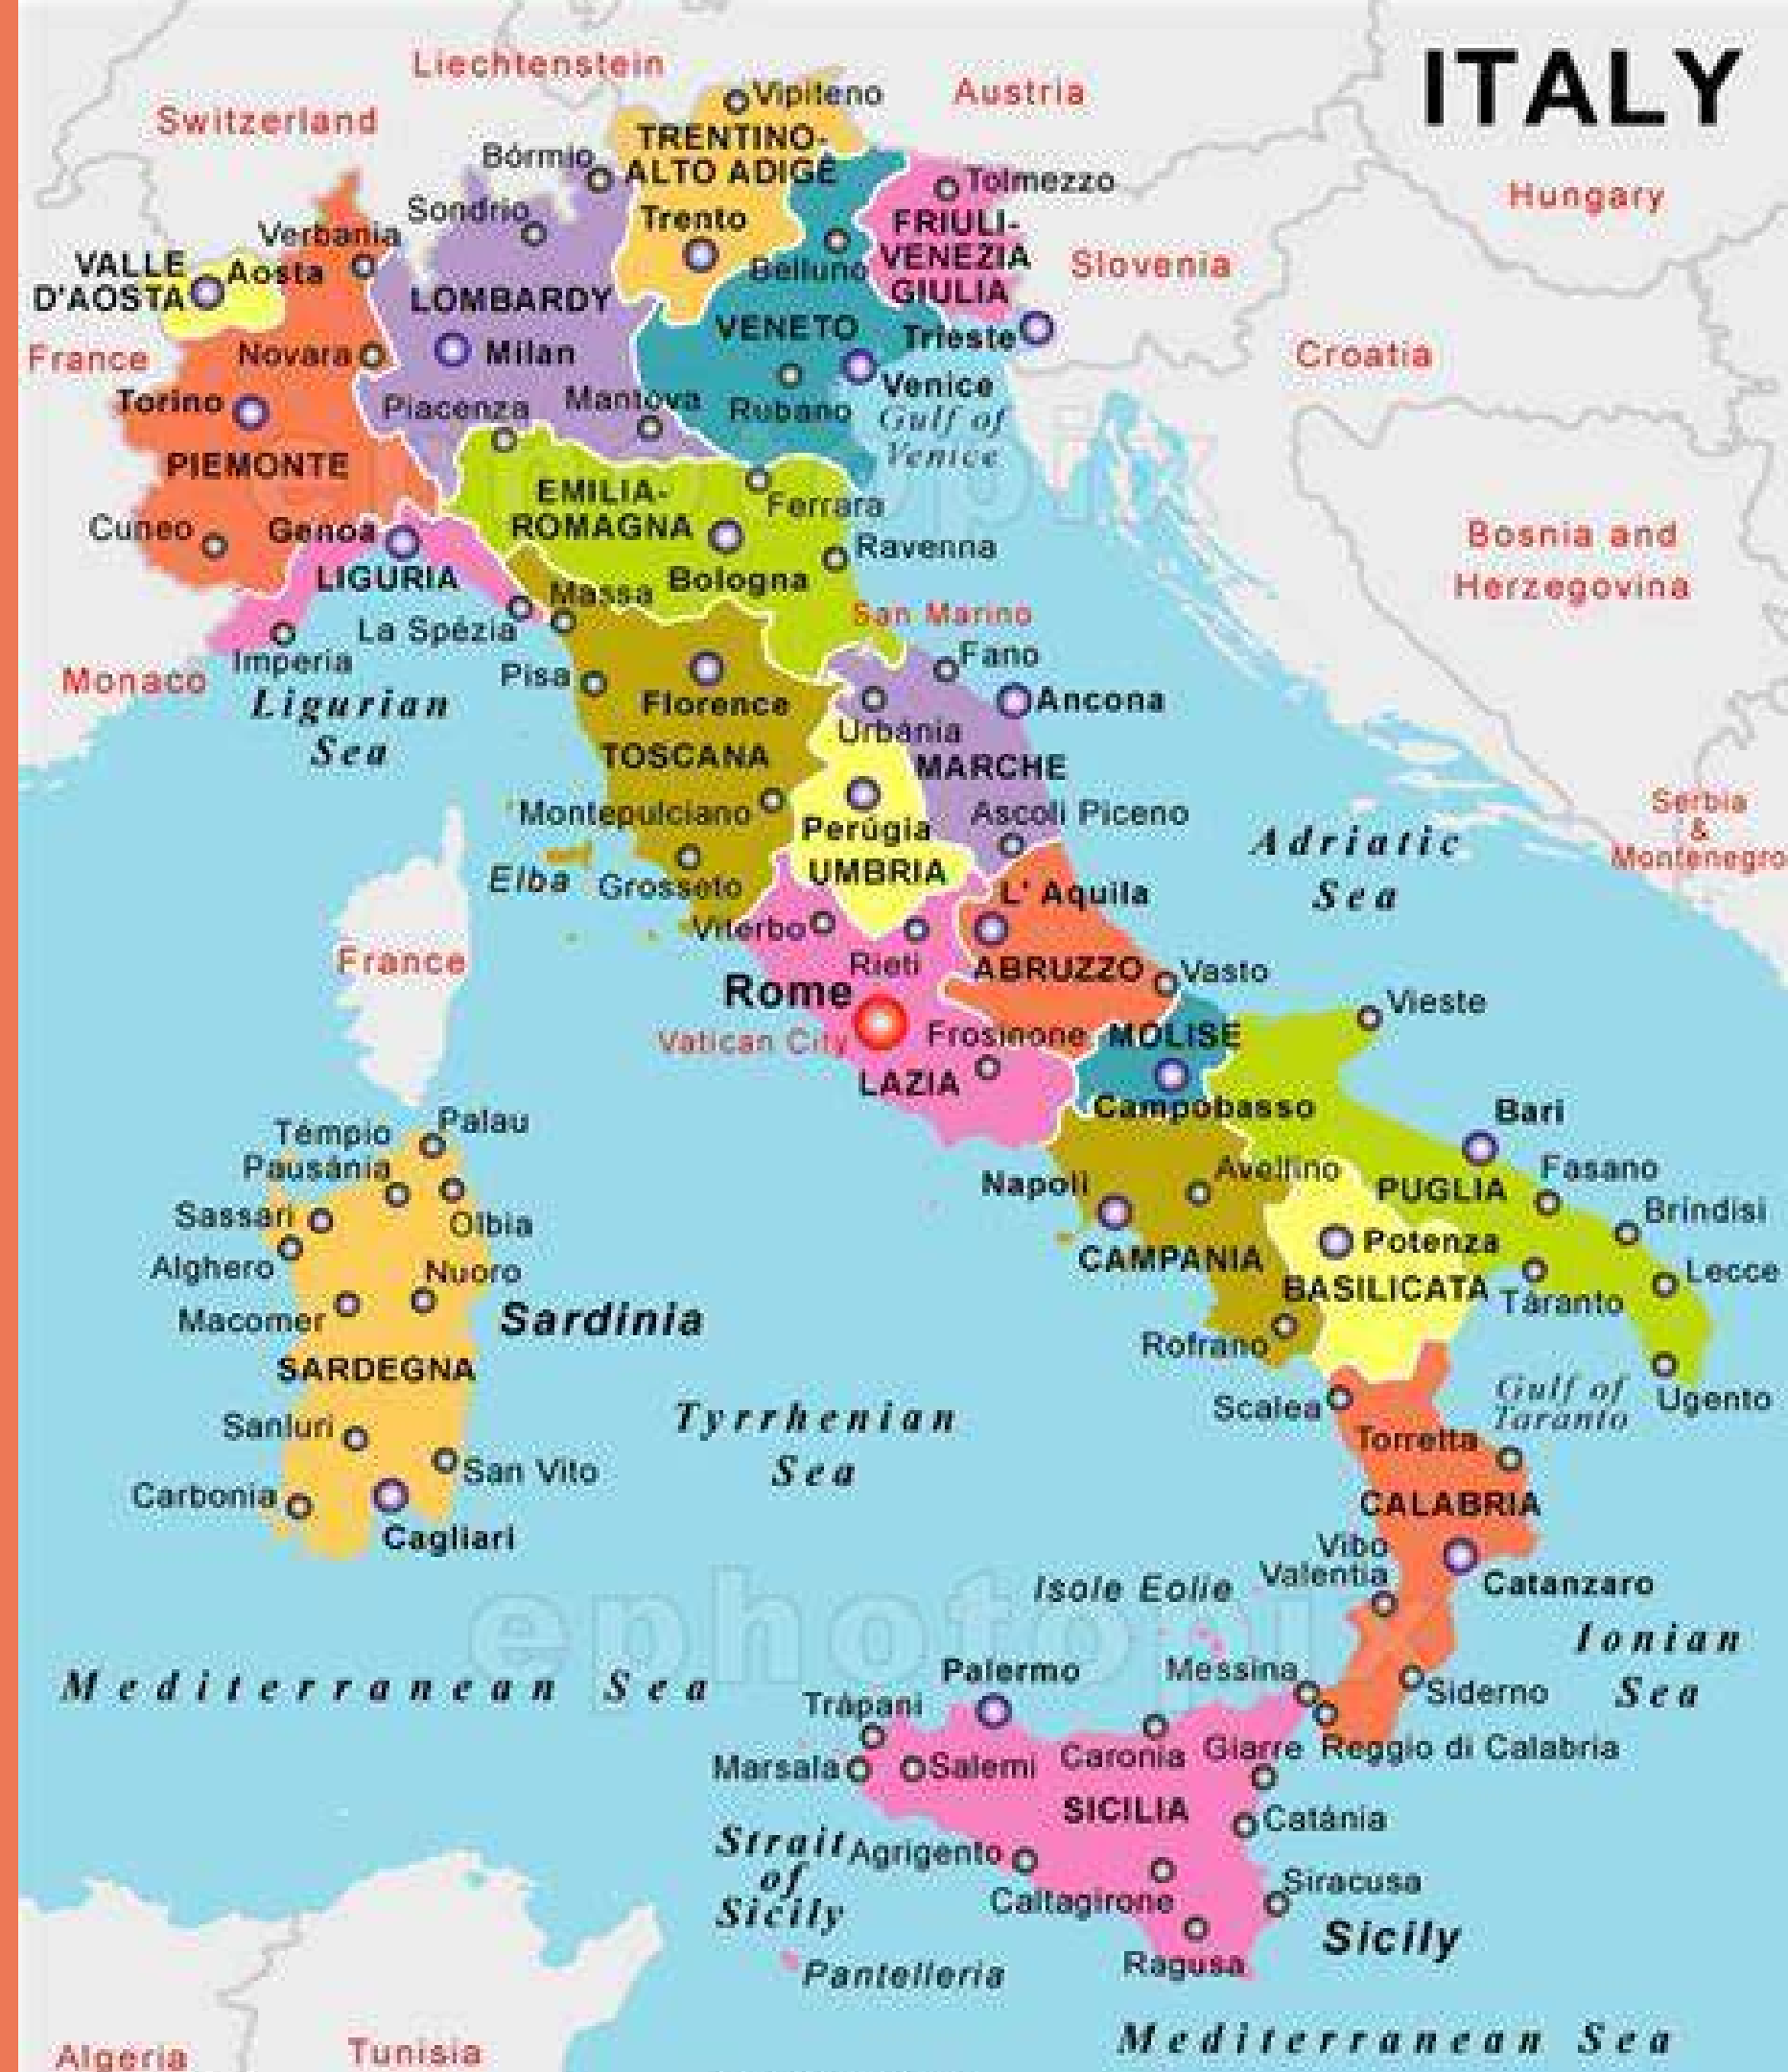 ITALY
Liechtenstein
Switzerland
Austria
Hungary
Vipiteno
TRENTINO-
ALTO ADIGE
Bórmio
Tolmezzo
Sondrio
Trento
FRIULI-
VENEZIA
GIULIA
Verbania
VALLE
D'AOSTA
Aosta
Belluno
Slovenia
LOMBARDY
VENETO
Trieste
France
Novara
Milan
Croatia
Torino
Piacenza
Mantova
Rubano
Venice
Gulf of
Venice
PIEMONTE
EMILIA-
ROMAGNA
Ferrara
Cuneo
Genoa
Ravenna
Bosnia and
Herzegovina
LIGURIA
Massa
Bologna
La Spézia
San Marino
Imperia
Monaco
Pisa
Fano
Ligurian
Sea
Florence
Ancona
Urbánia
TOSCANA
MARCHE
Montepulciano
Perúgia
Ascoli Piceno
Serbia
&
Montenegro
Adriatic
Sea
Elba
Grosseto
UMBRIA
L' Aquila
Viterbo
France
Rieti
ABRUZZO
Vasto
Rome
Vieste
Vatican City
Frosinone
MOLISE
LAZIA
Campobasso
Bari
Palau
Témpio
Pausánia
Napoli
Avellino
PUGLIA
Fasano
Sassari
Olbia
Brindisi
Alghero
Nuoro
CAMPANIA
Potenza
BASILICATA
Lecce
Macomer
Sardinia
Táranto
Rofrano
SARDEGNA
Scalea
Gulf of
Taranto
Ugento
Sanluri
Tyrrhenian
Sea
Torretta
San Vito
Carbonia
CALABRIA
Cagliari
Vibo
Valentia
Catanzaro
Isole Eolie
ephotopix
Ionian
Sea
Mediterranean Sea
Palermo
Messina
Siderno
Trápani
Marsala
Salemi
Caronia
Giarre
Reggio di Calabria
SICILIA
Catánia
Strait
of
Sicily
Agrigento
Caltagirone
Siracusa
Sicily
Ragusa
Pantelleria
Mediterranean Sea
Algeria
Tunisia